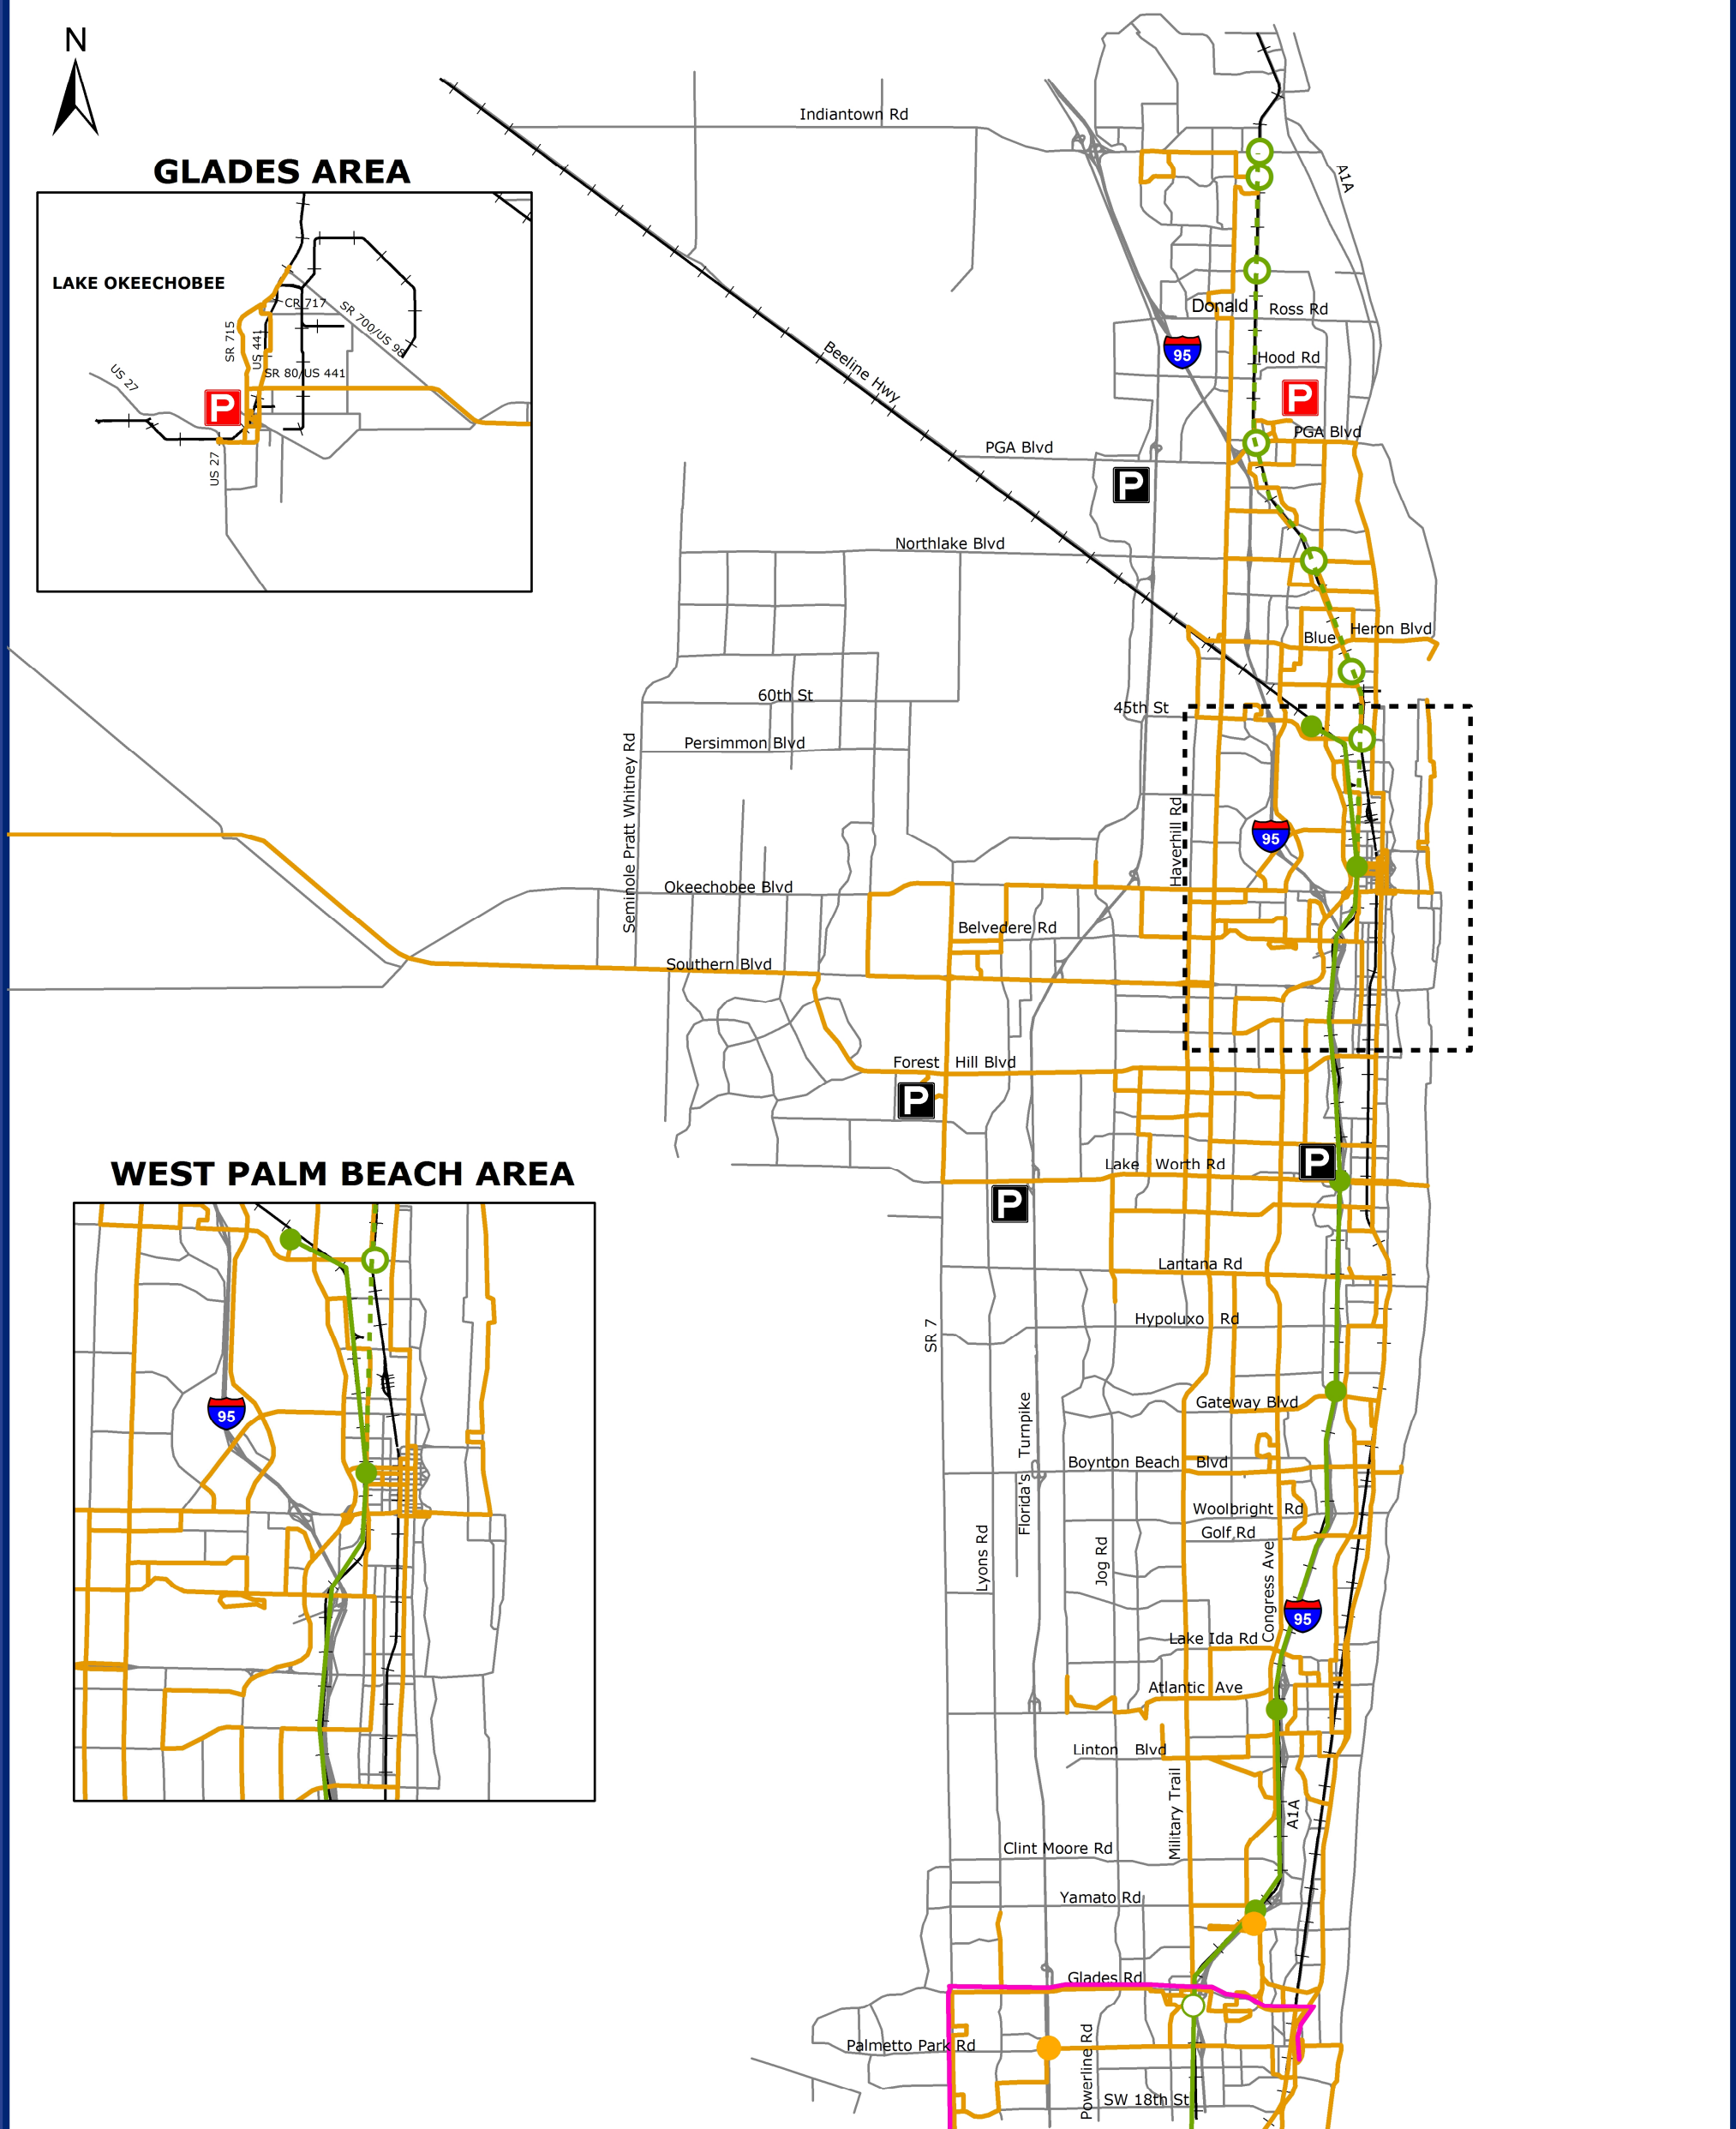 N
GLADES AREA
LAKE OKEECHOBEE
CR 717
SR 700/US 98
SR 715
US 441
SR 80/US 441
US 27
P
US 27
Indiantown Rd
A1A
Donald Ross Rd
95
Hood Rd
Beeline Hwy
P
PGA Blvd
PGA Blvd
P
Northlake Blvd
Blue Heron Blvd
60th St
45th St
Persimmon Blvd
Seminole Pratt Whitney Rd
Haverhill Rd
95
Okeechobee Blvd
Belvedere Rd
Southern Blvd
Forest Hill Blvd
P
P
Lake Worth Rd
P
WEST PALM BEACH AREA
95
Lantana Rd
SR 7
Hypoluxo Rd
Gateway Blvd
Florida's Turnpike
Boynton Beach Blvd
Woolbright Rd
Golf Rd
Lyons Rd
Jog Rd
Congress Ave
95
Lake Ida Rd
Atlantic Ave
Linton Blvd
Military Trail
A1A
Clint Moore Rd
Yamato Rd
Glades Rd
Palmetto Park Rd
Powerline Rd
SW 18th St